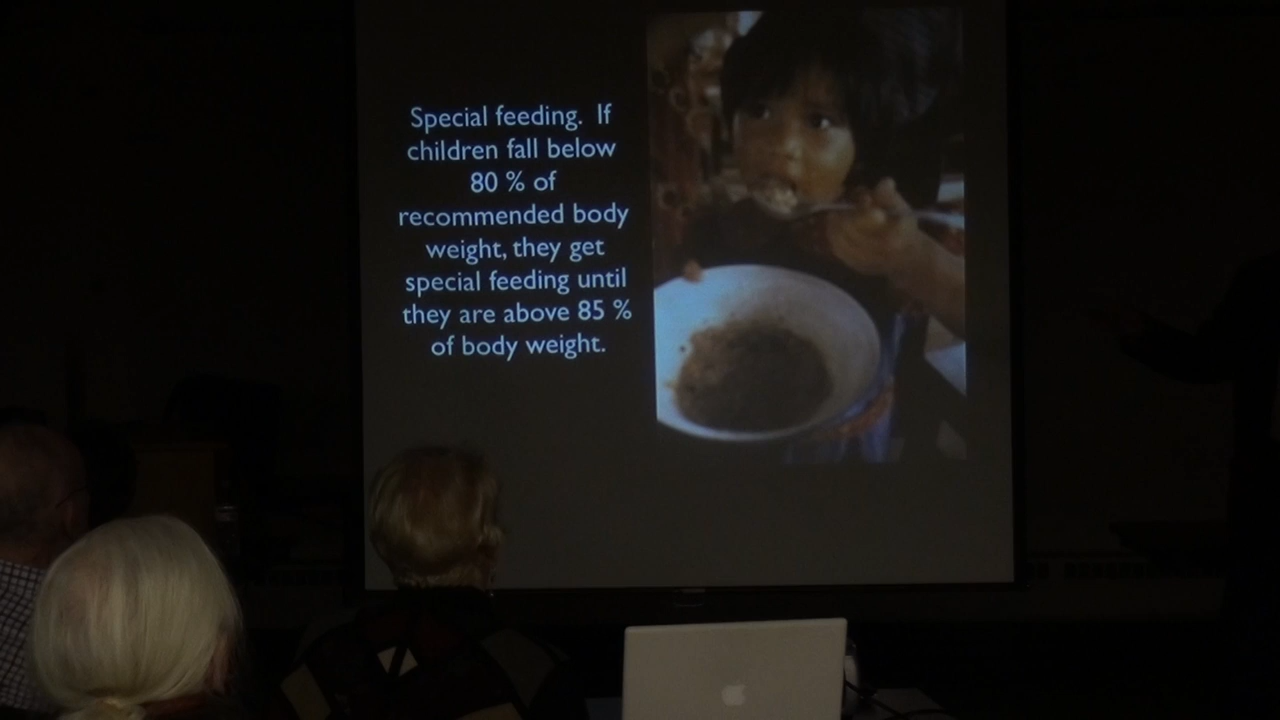 Special feeding. If
children fall below
80 % of
recommended body
weight, they get
special feeding until
they are above 85 %
of body weight.